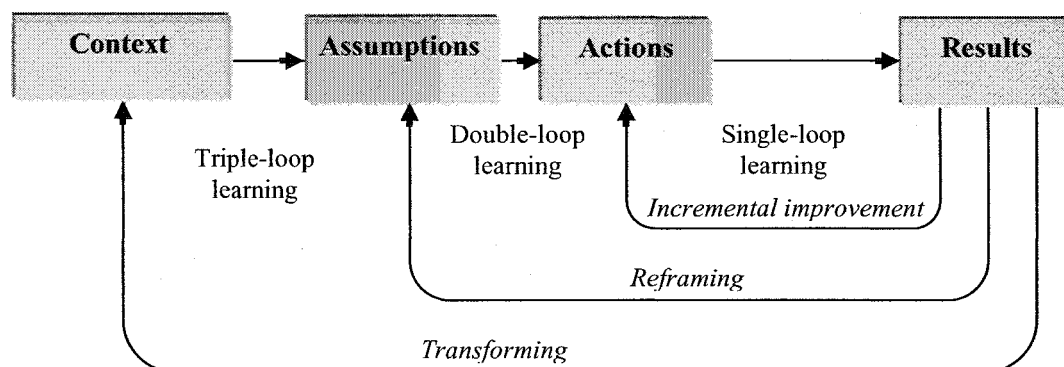 Context
Assumptions
Actions
Results
Triple-loop
learning
Double-loop
learning
Single-loop
learning
Incremental improvement
Reframing
Transforming